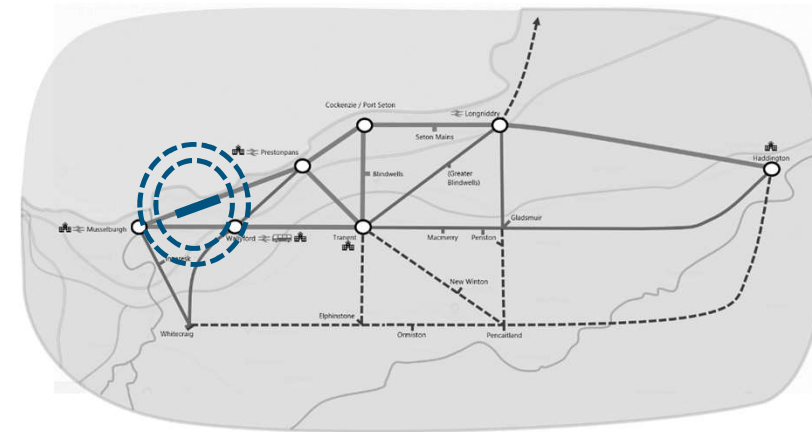 Cockenzie / Port Seton
Longniddry
Seton Mains
Prestonpans
Haddington
Blindwells
(Greater
Blindwells)
Gladsmuir
Musselburgh
Wallyford
Tranent
Macmerry
Penston
Inveresk
New Winton
Elphinstone
Whitecraig
Ormiston
Pencaitland